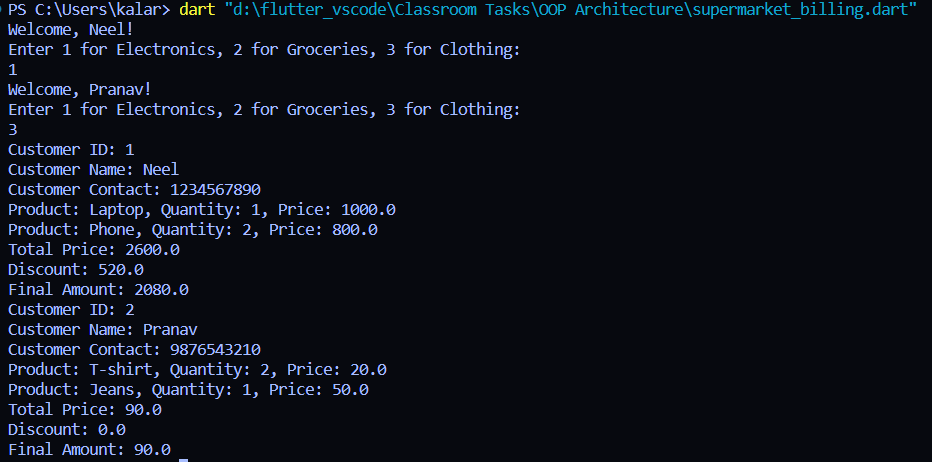 PS C:\Users\kalar> dart "d:\flutter_vscode\Classroom Tasks\OOP Architecture\supermarket_billing.dart"
Welcome, Neel!
Enter 1 for Electronics, 2 for Groceries, 3 for Clothing:
1
Welcome, Pranav!
Enter 1 for Electronics, 2 for Groceries, 3 for Clothing:
3
Customer ID: 1
Customer Name: Neel
Customer Contact: 1234567890
Product: Laptop, Quantity: 1, Price: 1000.0
Product: Phone, Quantity: 2, Price: 800.0
Total Price: 2600.0
Discount: 520.0
Final Amount: 2080.0
Customer ID: 2
Customer Name: Pranav
Customer Contact: 9876543210
Product: T-shirt, Quantity: 2, Price: 20.0
Product: Jeans, Quantity: 1, Price: 50.0
Total Price: 90.0
Discount: 0.0
Final Amount: 90.0